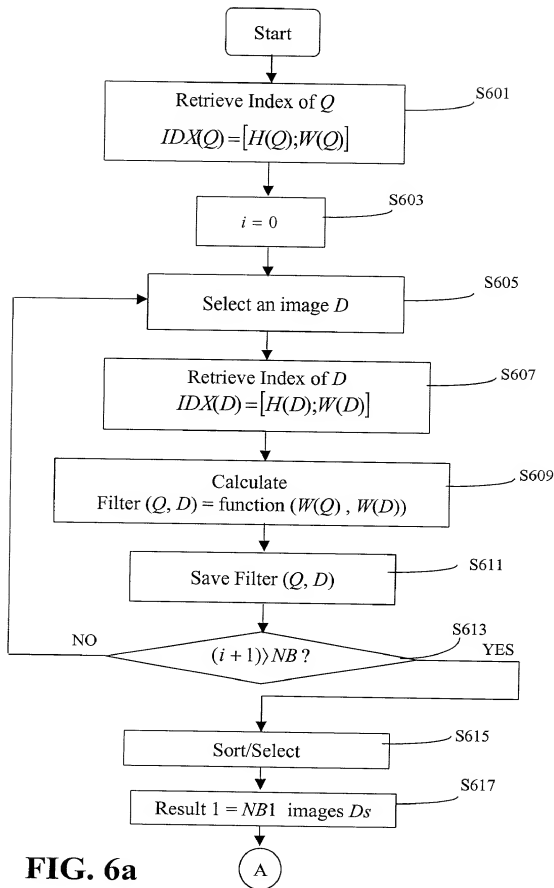 Start
Retrieve Index of Q
IDX(Q)=[H(Q);W(Q)]
S601
i = 0
S603
Select an image D
S605
Retrieve Index of D
IDX(D)=[H(D);W(D)]
S607
Calculate
Filter (Q, D) = function (W(Q) , W(D))
S609
Save Filter (Q, D)
S611
NO
(i + 1)⟩NB ?
S613
YES
Sort/Select
S615
Result 1 = NB1 images Ds
S617
FIG. 6a
A